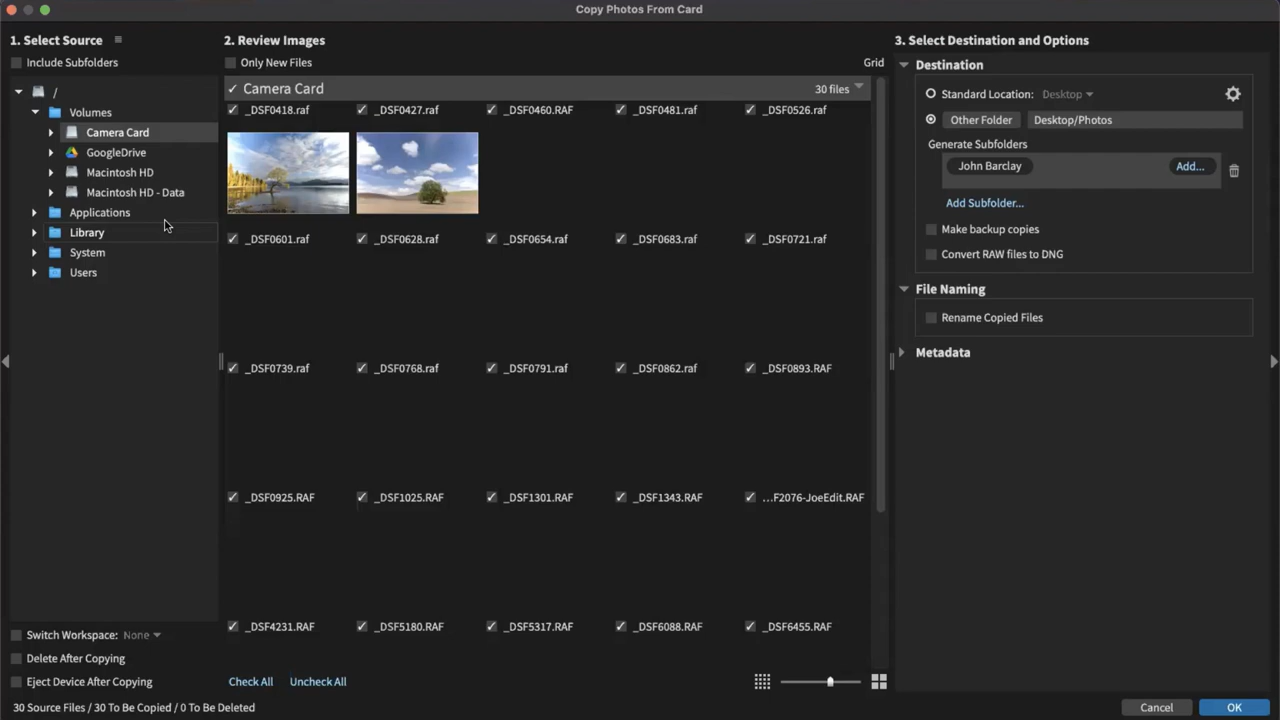 Copy Photos From Card
1. Select Source
Include Subfolders
/
Volumes
Camera Card
GoogleDrive
Macintosh HD
Macintosh HD - Data
Applications
Library
System
Users
Switch Workspace: None
Delete After Copying
Eject Device After Copying
30 Source Files / 30 To Be Copied / 0 To Be Deleted
2. Review Images
Only New Files
Grid
Camera Card 30 files
_DSF0418.raf _DSF0427.raf _DSF0460.RAF _DSF0481.raf _DSF0526.raf
_DSF0601.raf _DSF0628.raf _DSF0654.raf _DSF0683.raf _DSF0721.raf
_DSF0739.raf _DSF0768.raf _DSF0791.raf _DSF0862.raf _DSF0893.RAF
_DSF0925.RAF _DSF1025.RAF _DSF1301.RAF _DSF1343.RAF ...F2076-JoeEdit.RAF
_DSF4231.RAF _DSF5180.RAF _DSF5317.RAF _DSF6088.RAF _DSF6455.RAF
Check All Uncheck All
3. Select Destination and Options
Destination
Standard Location: Desktop
Other Folder Desktop/Photos
Generate Subfolders
John Barclay Add...
Add Subfolder...
Make backup copies
Convert RAW files to DNG
File Naming
Rename Copied Files
Metadata
Cancel OK